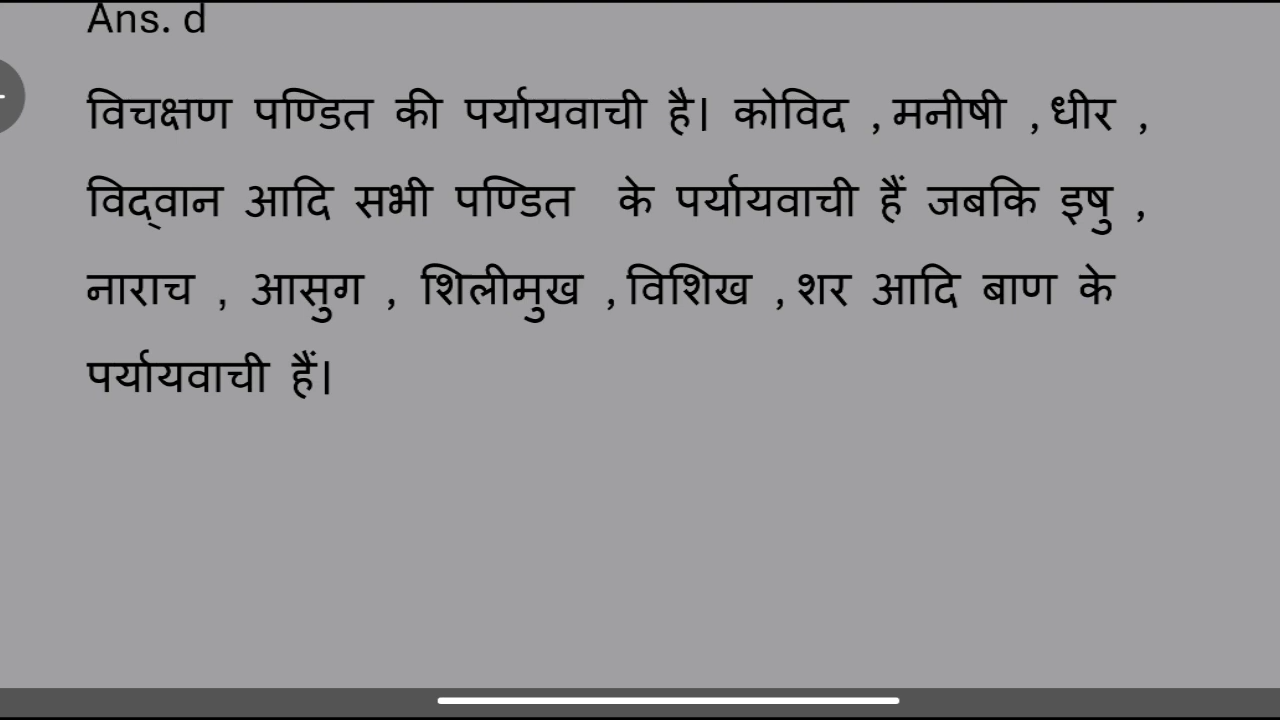 Ans. d
विचक्षण पण्डित की पर्यायवाची है। कोविद , मनीषी , धीर ,
विद्वान आदि सभी पण्डित के पर्यायवाची हैं जबकि इषु ,
नाराच , आसुग , शिलीमुख , विशिख , शर आदि बाण के
पर्यायवाची हैं।